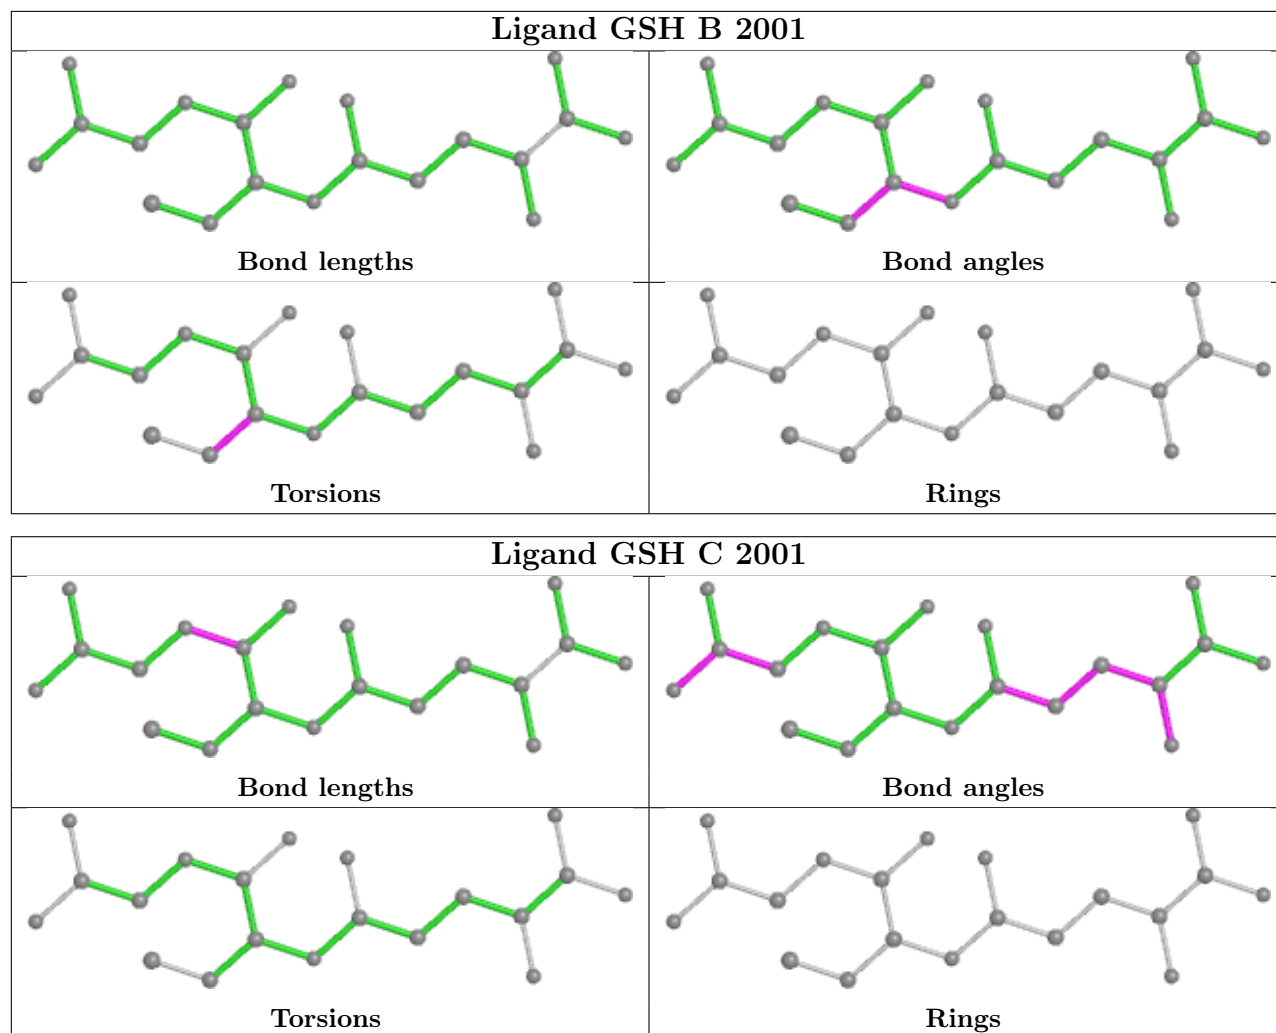 Ligand GSH B 2001
Bond lengths
Bond angles
Torsions
Rings
Ligand GSH C 2001
Bond lengths
Bond angles
Torsions
Rings